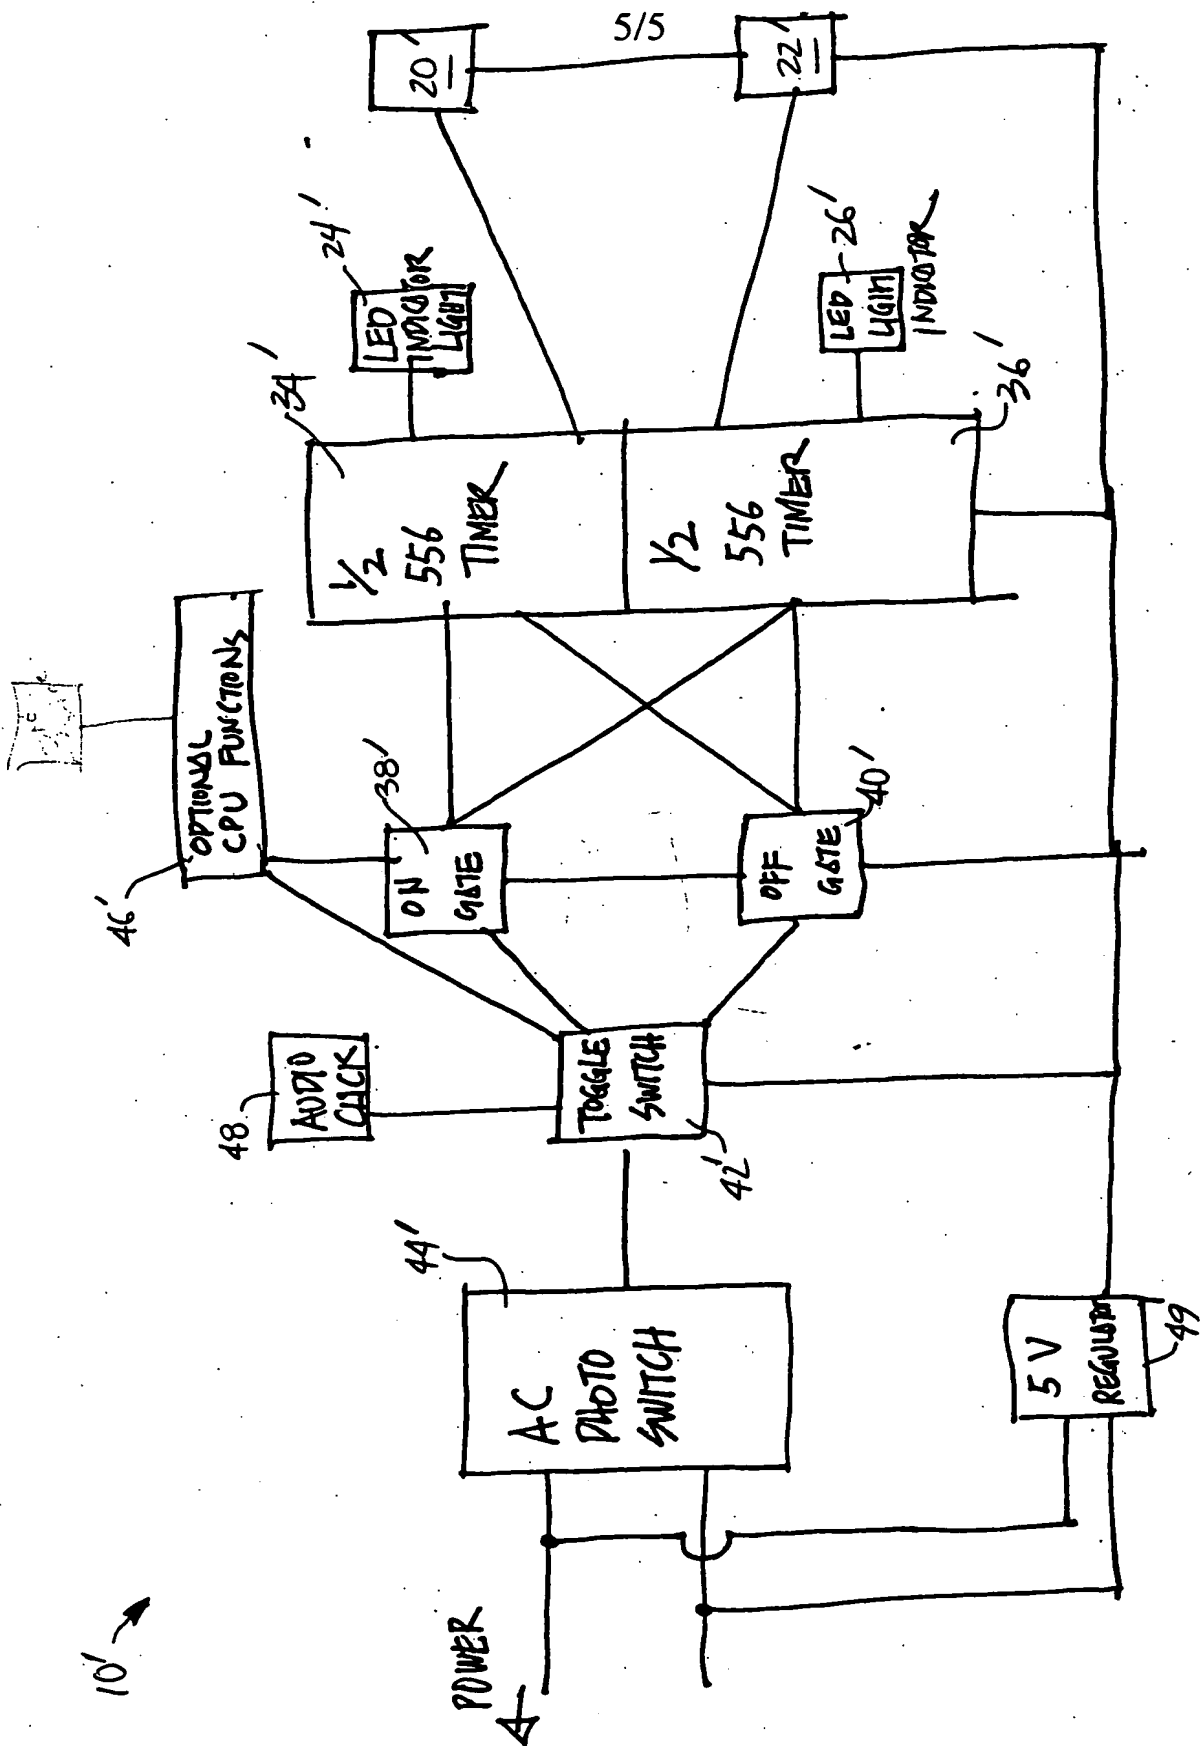 5/5
10'
POWER
44'
AC
PHOTO
SWITCH
5 V
REGULATOR
49
48
AUDIO
CLICK
TOGGLE
SWITCH
42'
46'
OPTIONAL
CPU FUNCTIONS
ON
GATE
38'
OFF
GATE
40'
34'
1/2
556
TIMER
1/2
556
TIMER
36'
LED
INDICATOR
LIGHT
24'
LED
LIGHT
INDICATOR
26'
20'
22'